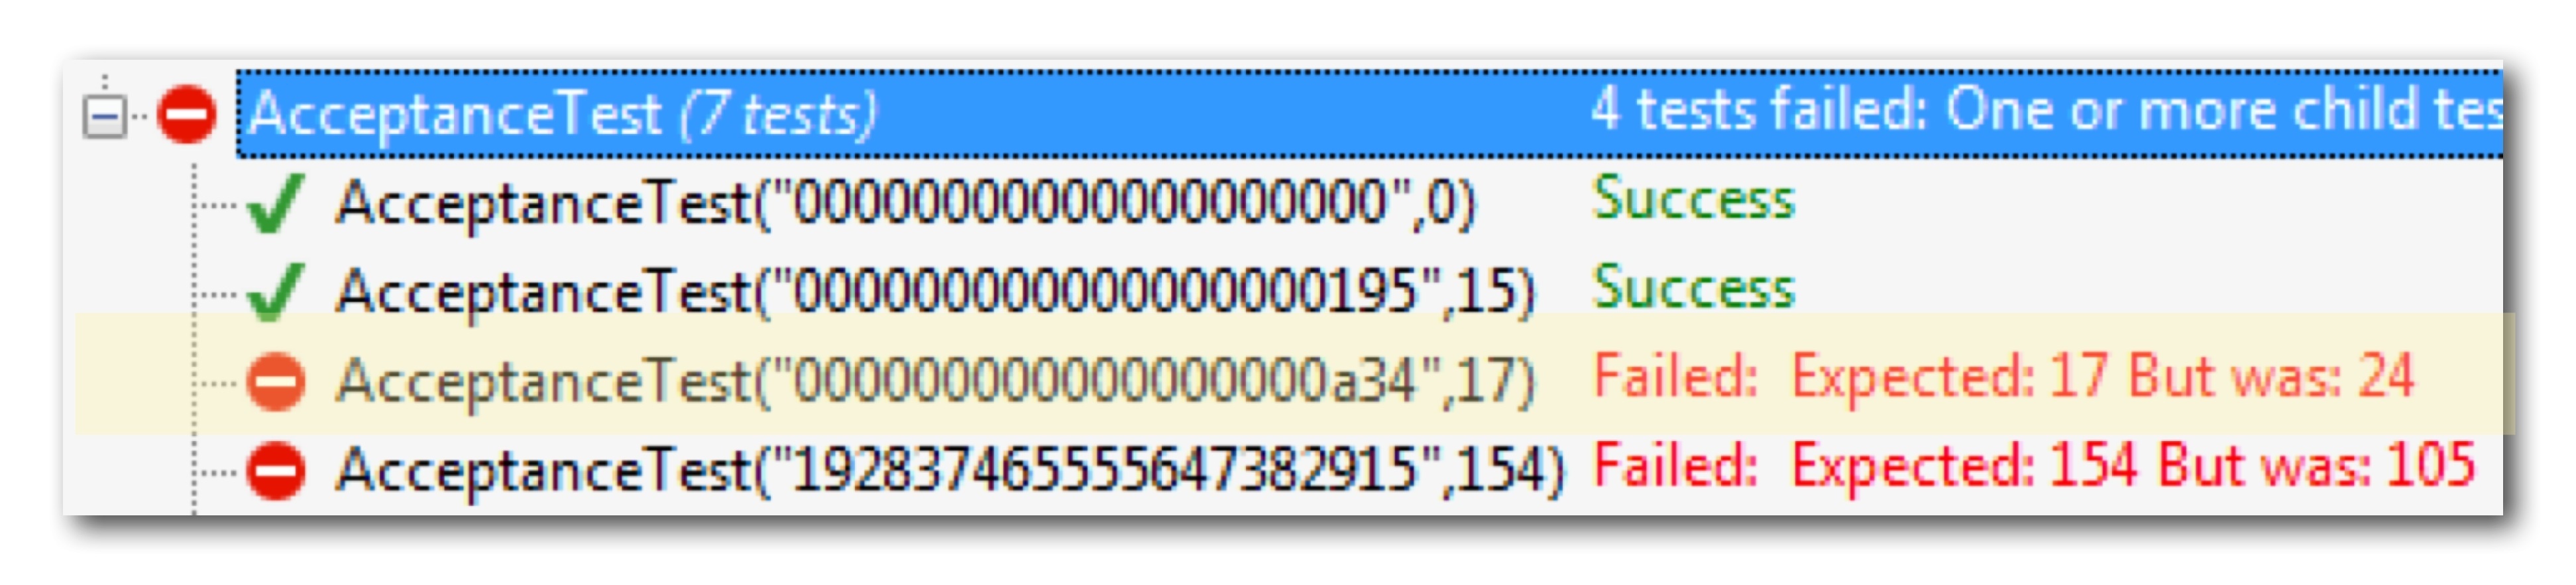 AcceptanceTest (7 tests) 4 tests failed: One or more child tes
AcceptanceTest("00000000000000000000",0) Success
AcceptanceTest("000000000000000000195",15) Success
AcceptanceTest("000000000000000000a34",17) Failed: Expected: 17 But was: 24
AcceptanceTest("192837465555647382915",154) Failed: Expected: 154 But was: 105